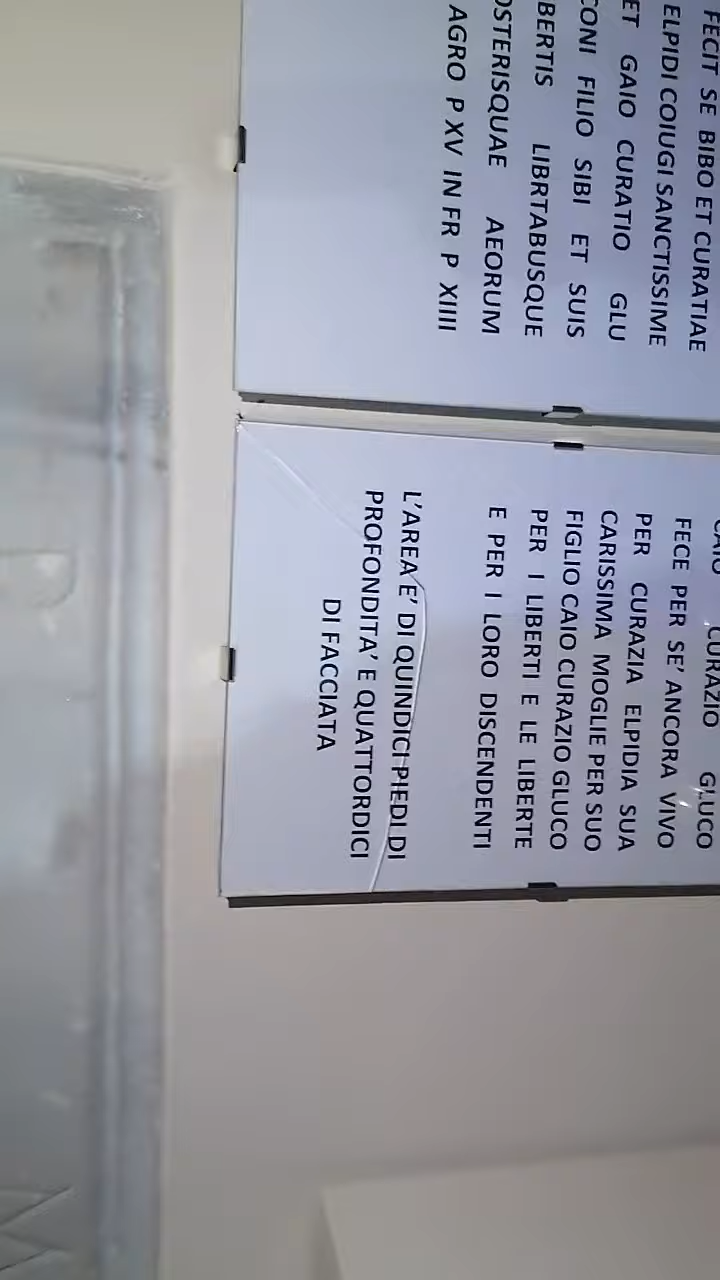 FECIT SE BIBO ET CURATIAE
ELPIDI COIUGI SANCTISSIME
ET GAIO CURATIO GLU
CONI FILIO SIBI ET SUIS
BERTIS LIBRTABUSQUE
OSTERISQUAE AEORUM
AGRO P XV IN FR P XIIII
CAIO CURAZIO GLUCO
FECE PER SE' ANCORA VIVO
PER CURAZIA ELPIDIA SUA
CARISSIMA MOGLIE PER SUO
FIGLIO CAIO CURAZIO GLUCO
PER I LIBERTI E LE LIBERTE
E PER I LORO DISCENDENTI
L'AREA E' DI QUINDICI PIEDI DI
PROFONDITA' E QUATTORDICI
DI FACCIATA